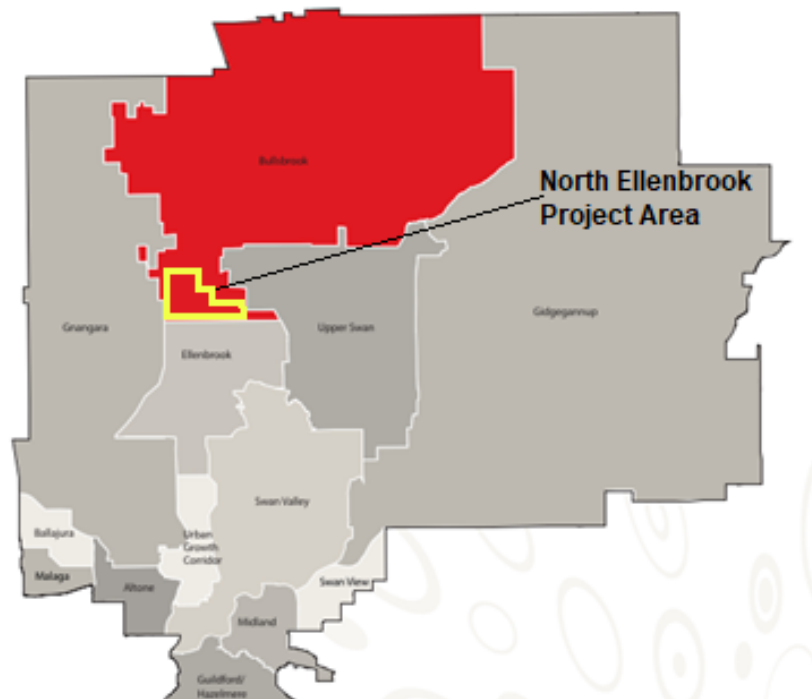 Bullsbrook
North Ellenbrook
Project Area
Gnangara
Upper Swan
Gidgegannup
Ellenbrook
Swan Valley
Ballajura
Urban
Growth
Corridor
Malaga
Altone
Swan View
Midland
Guildford/
Hazelmere